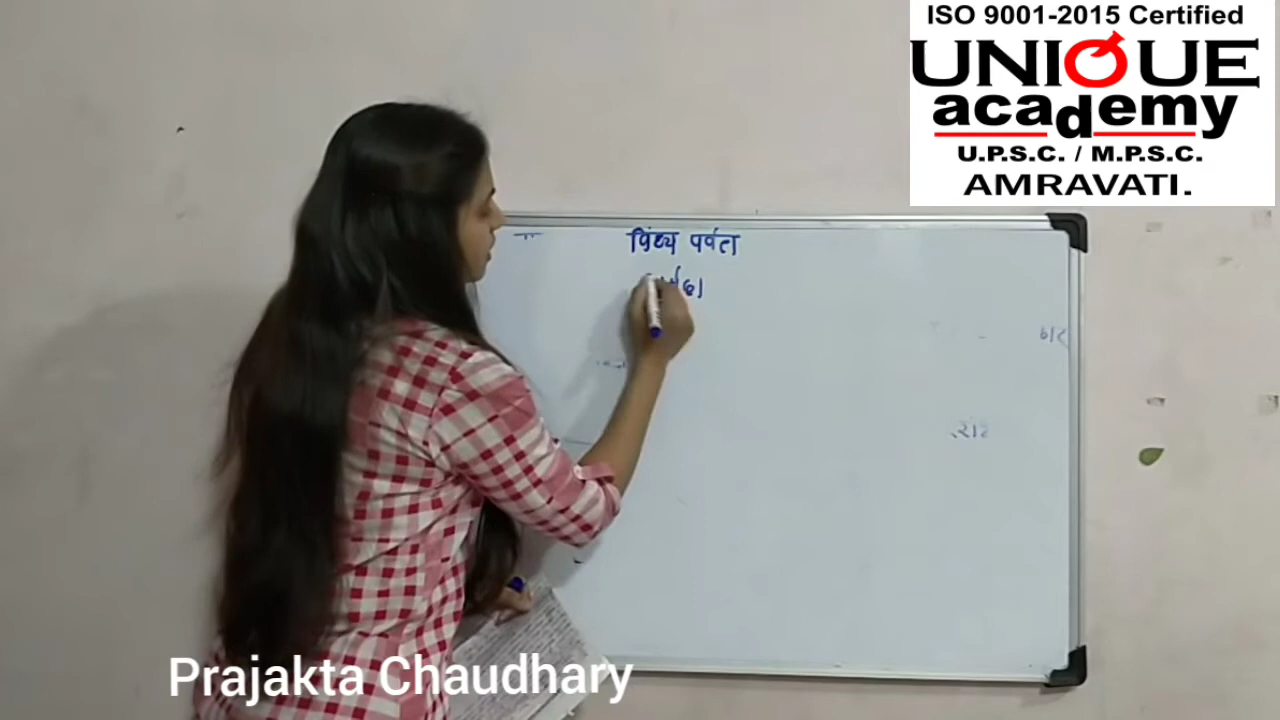 ISO 9001-2015 Certified
UNIQUE
academy
U.P.S.C. / M.P.S.C.
AMRAVATI.
विंध्य पर्वत
Prajakta Chaudhary